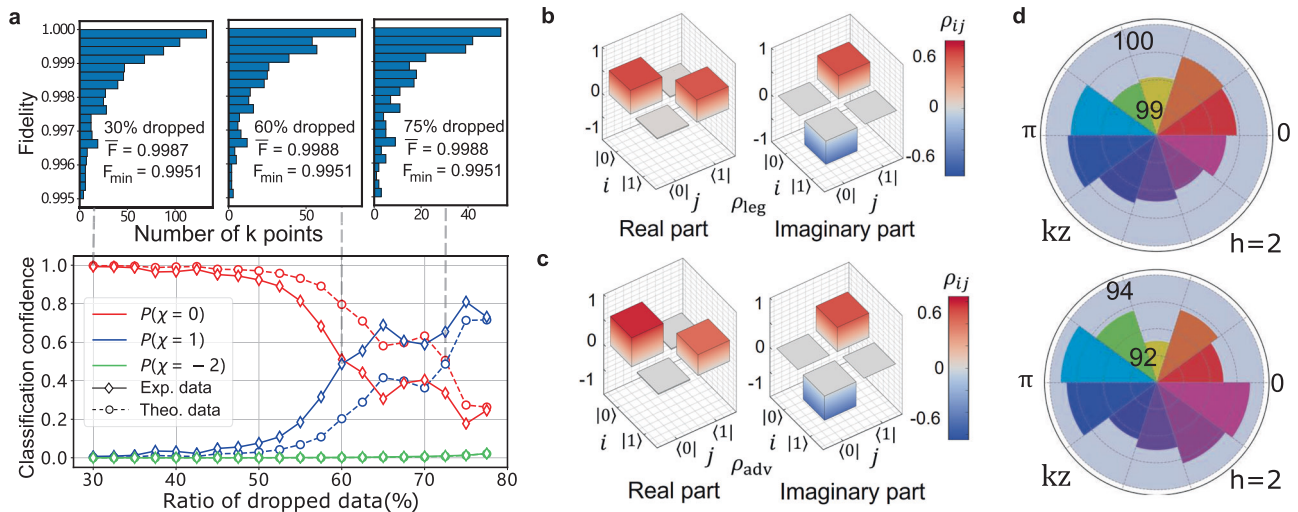 a
1.000
0.999
0.998
0.997
0.996
0.995
Fidelity
30% dropped
F̅ = 0.9987
F_min = 0.9951
60% dropped
F̅ = 0.9988
F_min = 0.9951
75% dropped
F̅ = 0.9988
F_min = 0.9951
0 100
0 50
0 20 40
Number of k points
Classification confidence
1.0
0.8
0.6
0.4
0.2
0.0
P(χ = 0)
P(χ = 1)
P(χ = − 2)
Exp. data
Theo. data
30 40 50 60 70 80
Ratio of dropped data(%)
b
1
0
-1
|0⟩
i |1⟩
⟨0| j
⟨1|
Real part
ρ_leg
1
0
-1
|0⟩
i |1⟩
⟨0| j
⟨1|
Imaginary part
ρ_ij
0.6
0
-0.6
c
1
0
-1
|0⟩
i |1⟩
⟨0| j
⟨1|
Real part
ρ_adv
1
0
-1
|0⟩
i |1⟩
⟨0| j
⟨1|
Imaginary part
ρ_ij
0.6
0
-0.6
d
100
99
π
0
kz
h=2
94
92
π
0
kz
h=2